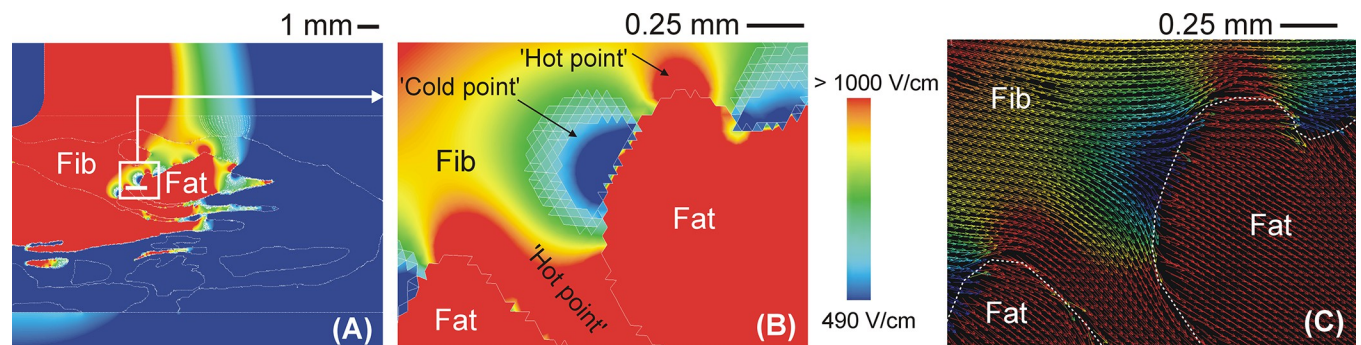 1 mm
0.25 mm
0.25 mm
'Hot point'
'Cold point'
> 1000 V/cm
Fib
Fib
Fib
Fat
Fat
Fat
'Hot point'
Fat
Fat
490 V/cm
(A)
(B)
(C)